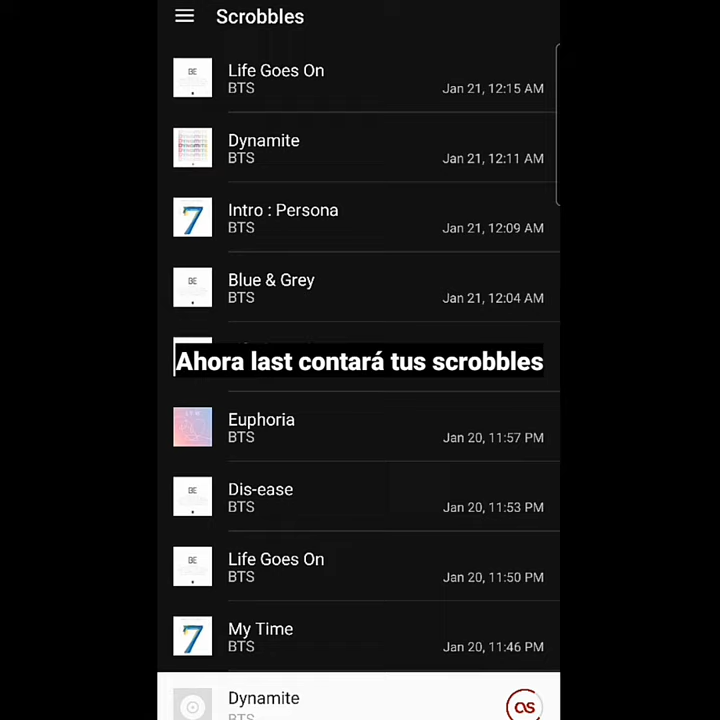 Scrobbles
Life Goes On
BTS
Jan 21, 12:15 AM
Dynamite
BTS
Jan 21, 12:11 AM
Intro : Persona
BTS
Jan 21, 12:09 AM
Blue & Grey
BTS
Jan 21, 12:04 AM
Ahora last contará tus scrobbles
Euphoria
BTS
Jan 20, 11:57 PM
Dis-ease
BTS
Jan 20, 11:53 PM
Life Goes On
BTS
Jan 20, 11:50 PM
My Time
BTS
Jan 20, 11:46 PM
Dynamite
BTS